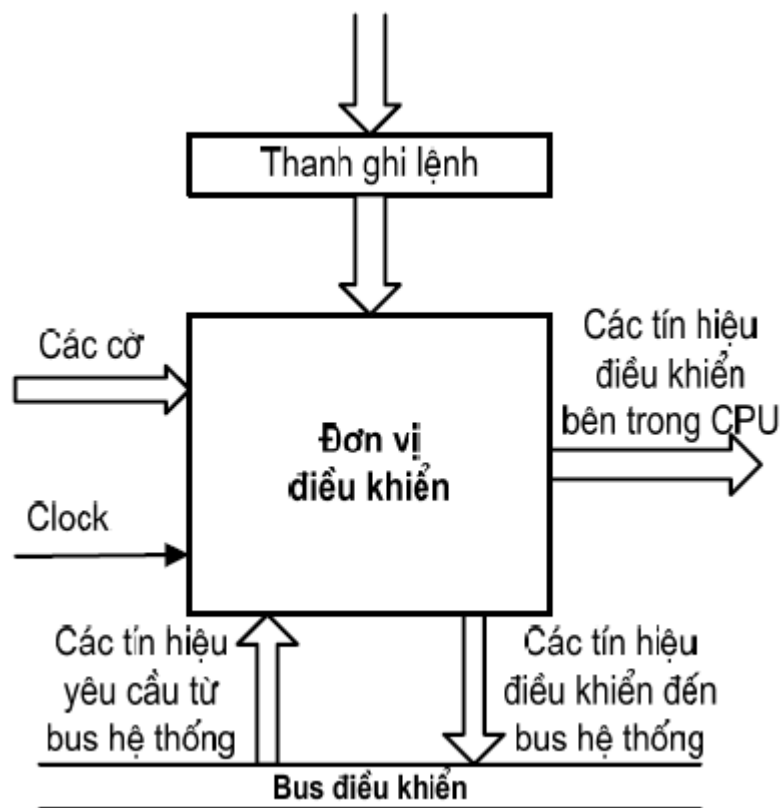 Thanh ghi lệnh
Các cờ
Clock
Đơn vị
điều khiển
Các tín hiệu
điều khiển
bên trong CPU
Các tín hiệu
yêu cầu từ
bus hệ thống
Các tín hiệu
điều khiển đến
bus hệ thống
Bus điều khiển